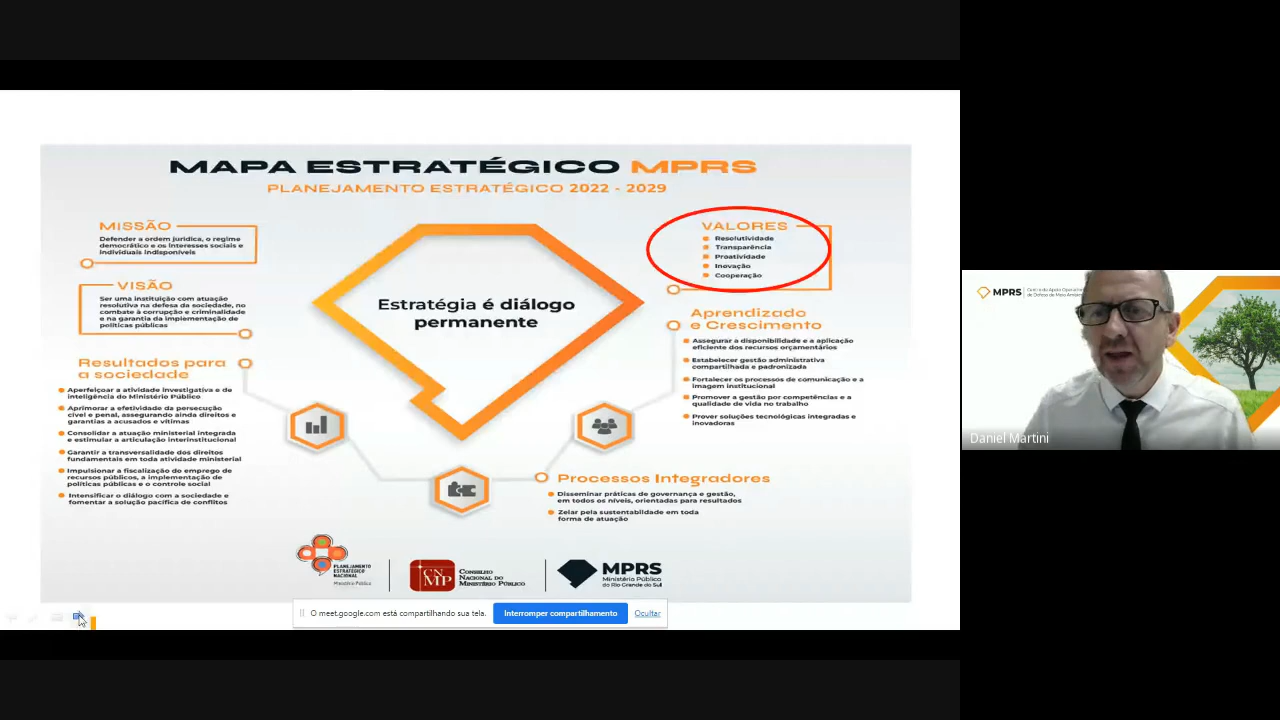 MAPA ESTRATÉGICO MPRS
PLANEJAMENTO ESTRATÉGICO 2022 - 2029
MISSÃO
Defender a ordem jurídica, o regime
democrático e os interesses sociais e
individuais indisponíveis
VISÃO
Ser uma instituição com atuação
resolutiva na defesa da sociedade, no
combate à corrupção e criminalidade
e na garantia da implementação de
políticas públicas
Resultados para
a sociedade
Aperfeiçoar a atividade investigativa e de
inteligência do Ministério Público
Aprimorar a efetividade da persecução
cível e penal, assegurando ainda direitos e
garantias a acusados e vítimas
Consolidar a atuação ministerial integrada
e estimular a articulação interinstitucional
Garantir a transversalidade dos direitos
fundamentais em toda atividade ministerial
Impulsionar a fiscalização do emprego de
recursos públicos, a implementação de
políticas públicas e o controle social
Intensificar o diálogo com a sociedade e
fomentar a solução pacífica de conflitos
Estratégia é diálogo
permanente
VALORES
Resolutividade
Transparência
Proatividade
Inovação
Cooperação
Aprendizado
e Crescimento
Assegurar a disponibilidade e a aplicação
eficiente dos recursos orçamentários
Estabelecer gestão administrativa
compartilhada e padronizada
Fortalecer os processos de comunicação e a
imagem institucional
Promover a gestão por competências e a
qualidade de vida no trabalho
Prover soluções tecnológicas integradas e
inovadoras
Processos Integradores
Disseminar práticas de governança e gestão,
em todos os níveis, orientadas para resultados
Zelar pela sustentabilidade em toda
forma de atuação
PLANEJAMENTO
ESTRATÉGICO
NACIONAL
Ministério Público
CN
MP
CONSELHO
NACIONAL DO
MINISTÉRIO PÚBLICO
MPRS
Ministério Público
do Rio Grande do Sul
O meet.google.com está compartilhando sua tela.
Interromper compartilhamento
Ocultar
MPRS
Daniel Martini